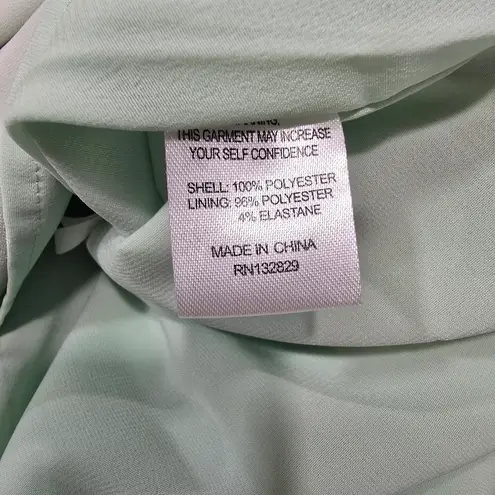 THIS GARMENT MAY INCREASE
YOUR SELF CONFIDENCE
SHELL: 100% POLYESTER
LINING: 96% POLYESTER
4% ELASTANE
MADE IN CHINA
RN132829